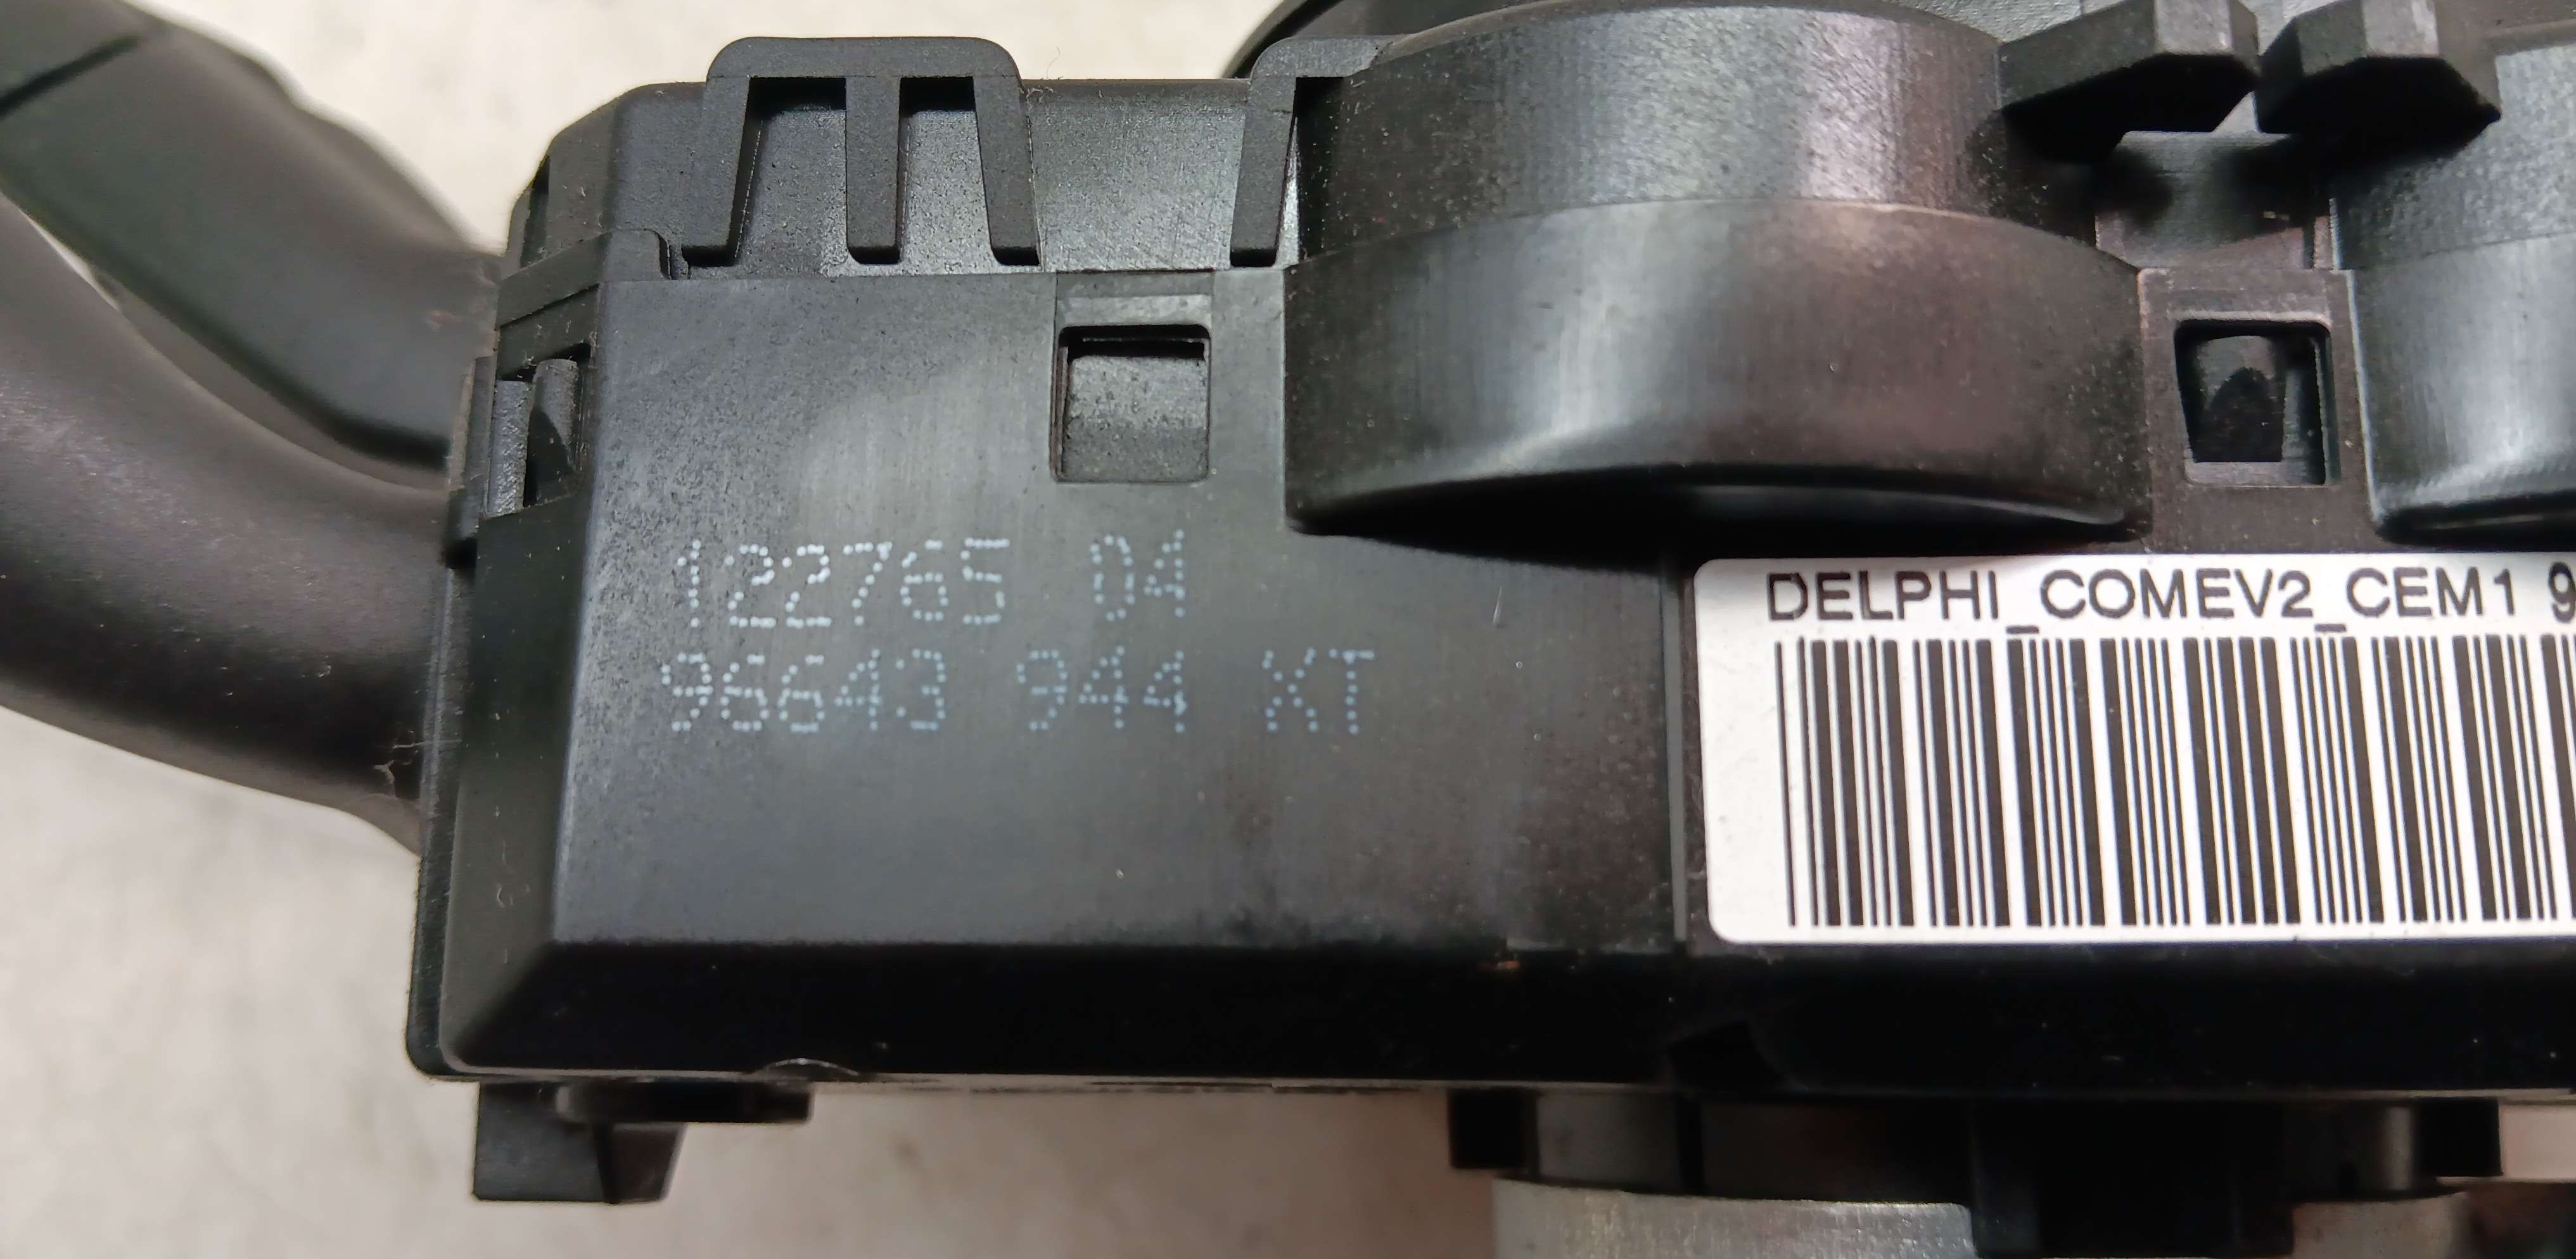 122765 04
96643 944 XT
DELPHI_COMEV2_CEM1 9